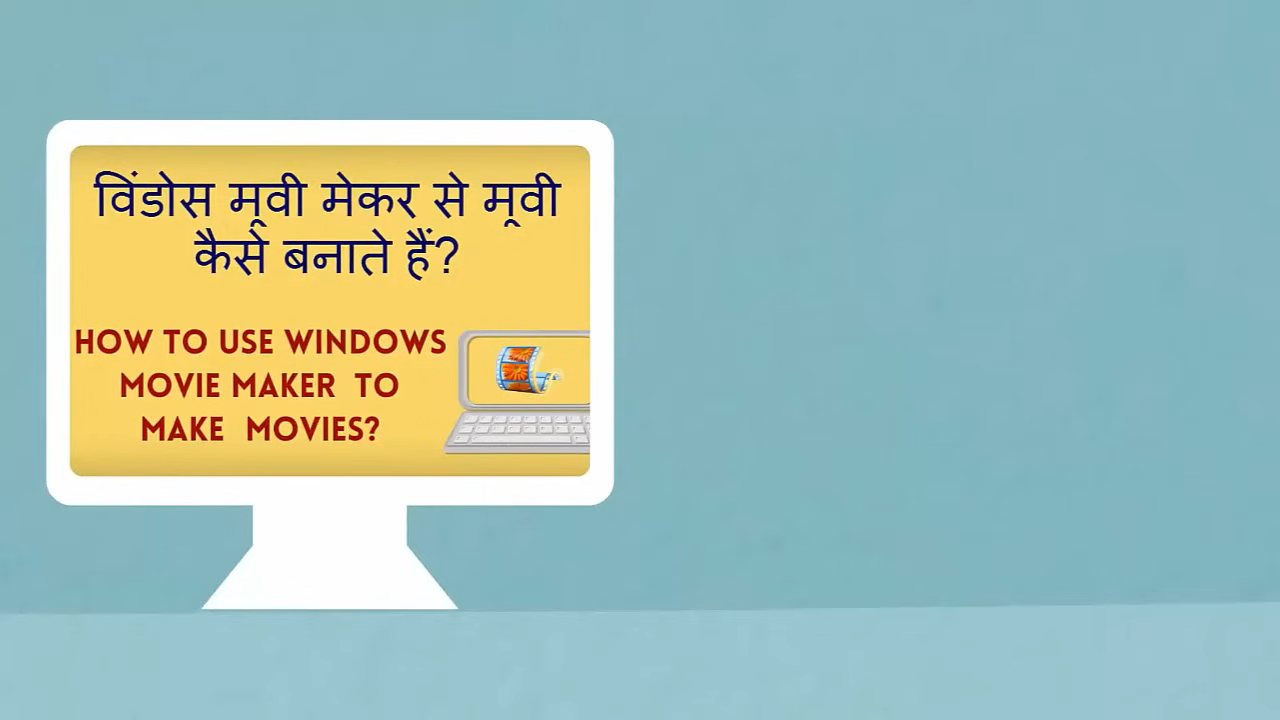 विंडोस मूवी मेकर से मूवी
कैसे बनाते हैं?
HOW TO USE WINDOWS
MOVIE MAKER TO
MAKE MOVIES?